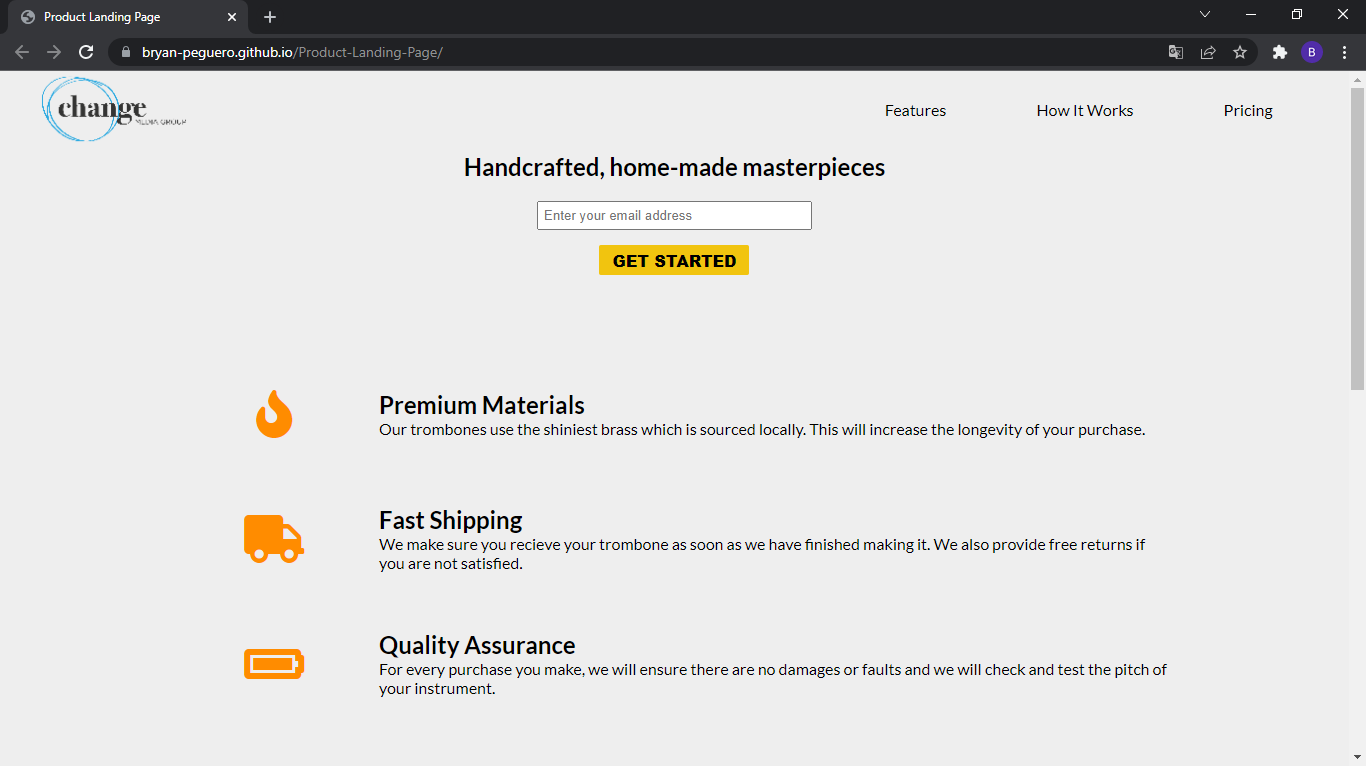 Product Landing Page
bryan-peguero.github.io/Product-Landing-Page/
B
change
MEDIA GROUP
Features
How It Works
Pricing
Handcrafted, home-made masterpieces
Enter your email address
GET STARTED
Premium Materials
Our trombones use the shiniest brass which is sourced locally. This will increase the longevity of your purchase.
Fast Shipping
We make sure you recieve your trombone as soon as we have finished making it. We also provide free returns if
you are not satisfied.
Quality Assurance
For every purchase you make, we will ensure there are no damages or faults and we will check and test the pitch of
your instrument.